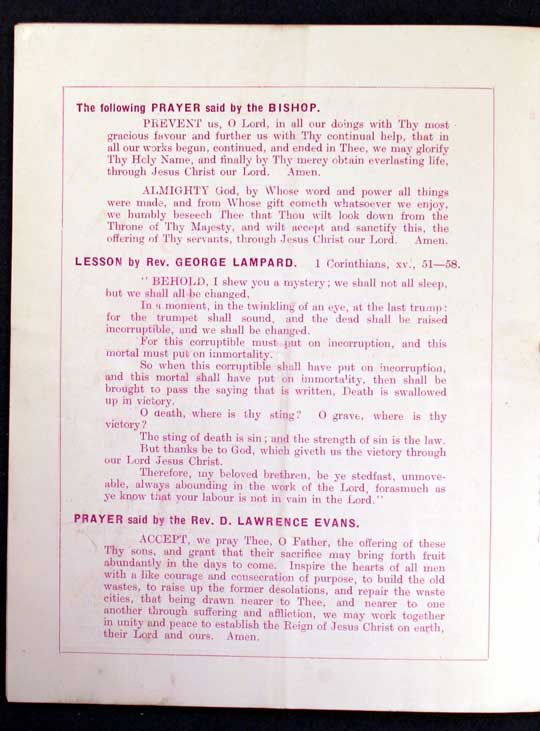 The following PRAYER said by the BISHOP.
PREVENT us, O Lord, in all our doings with Thy most
gracious favour and further us with Thy continual help, that in
all our works begun, continued, and ended in Thee, we may glorify
Thy Holy Name, and finally by Thy mercy obtain everlasting life,
through Jesus Christ our Lord. Amen.
ALMIGHTY God, by Whose word and power all things
were made, and from Whose gift cometh whatsoever we enjoy,
we humbly beseech Thee that Thou wilt look down from the
Throne of Thy Majesty, and wilt accept and sanctify this, the
offering of Thy servants, through Jesus Christ our Lord. Amen.
LESSON by Rev. GEORGE LAMPARD. 1 Corinthians, xv., 51—58.
"BEHOLD, I shew you a mystery; we shall not all sleep,
but we shall all be changed,
In a moment, in the twinkling of an eye, at the last trump:
for the trumpet shall sound, and the dead shall be raised
incorruptible, and we shall be changed.
For this corruptible must put on incorruption, and this
mortal must put on immortality.
So when this corruptible shall have put on incorruption,
and this mortal shall have put on immortality, then shall be
brought to pass the saying that is written, Death is swallowed
up in victory.
O death, where is thy sting? O grave, where is thy
victory?
The sting of death is sin; and the strength of sin is the law.
But thanks be to God, which giveth us the victory through
our Lord Jesus Christ.
Therefore, my beloved brethren, be ye stedfast, unmove-
able, always abounding in the work of the Lord, forasmuch as
ye know that your labour is not in vain in the Lord."
PRAYER said by the Rev. D. LAWRENCE EVANS.
ACCEPT, we pray Thee, O Father, the offering of these
Thy sons, and grant that their sacrifice may bring forth fruit
abundantly in the days to come. Inspire the hearts of all men
with a like courage and consecration of purpose, to build the old
wastes, to raise up the former desolations, and repair the waste
cities, that being drawn nearer to Thee, and nearer to one
another through suffering and affliction, we may work together
in unity and peace to establish the Reign of Jesus Christ on earth,
their Lord and ours. Amen.